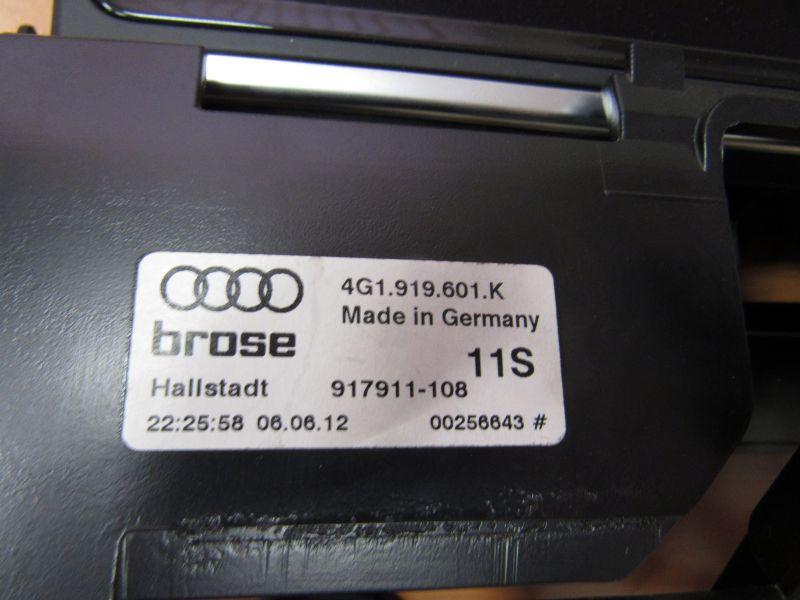 4G1.919.601.K
Made in Germany
brose
11S
Hallstadt 917911-108
22:25:58 06.06.12 00256643 #